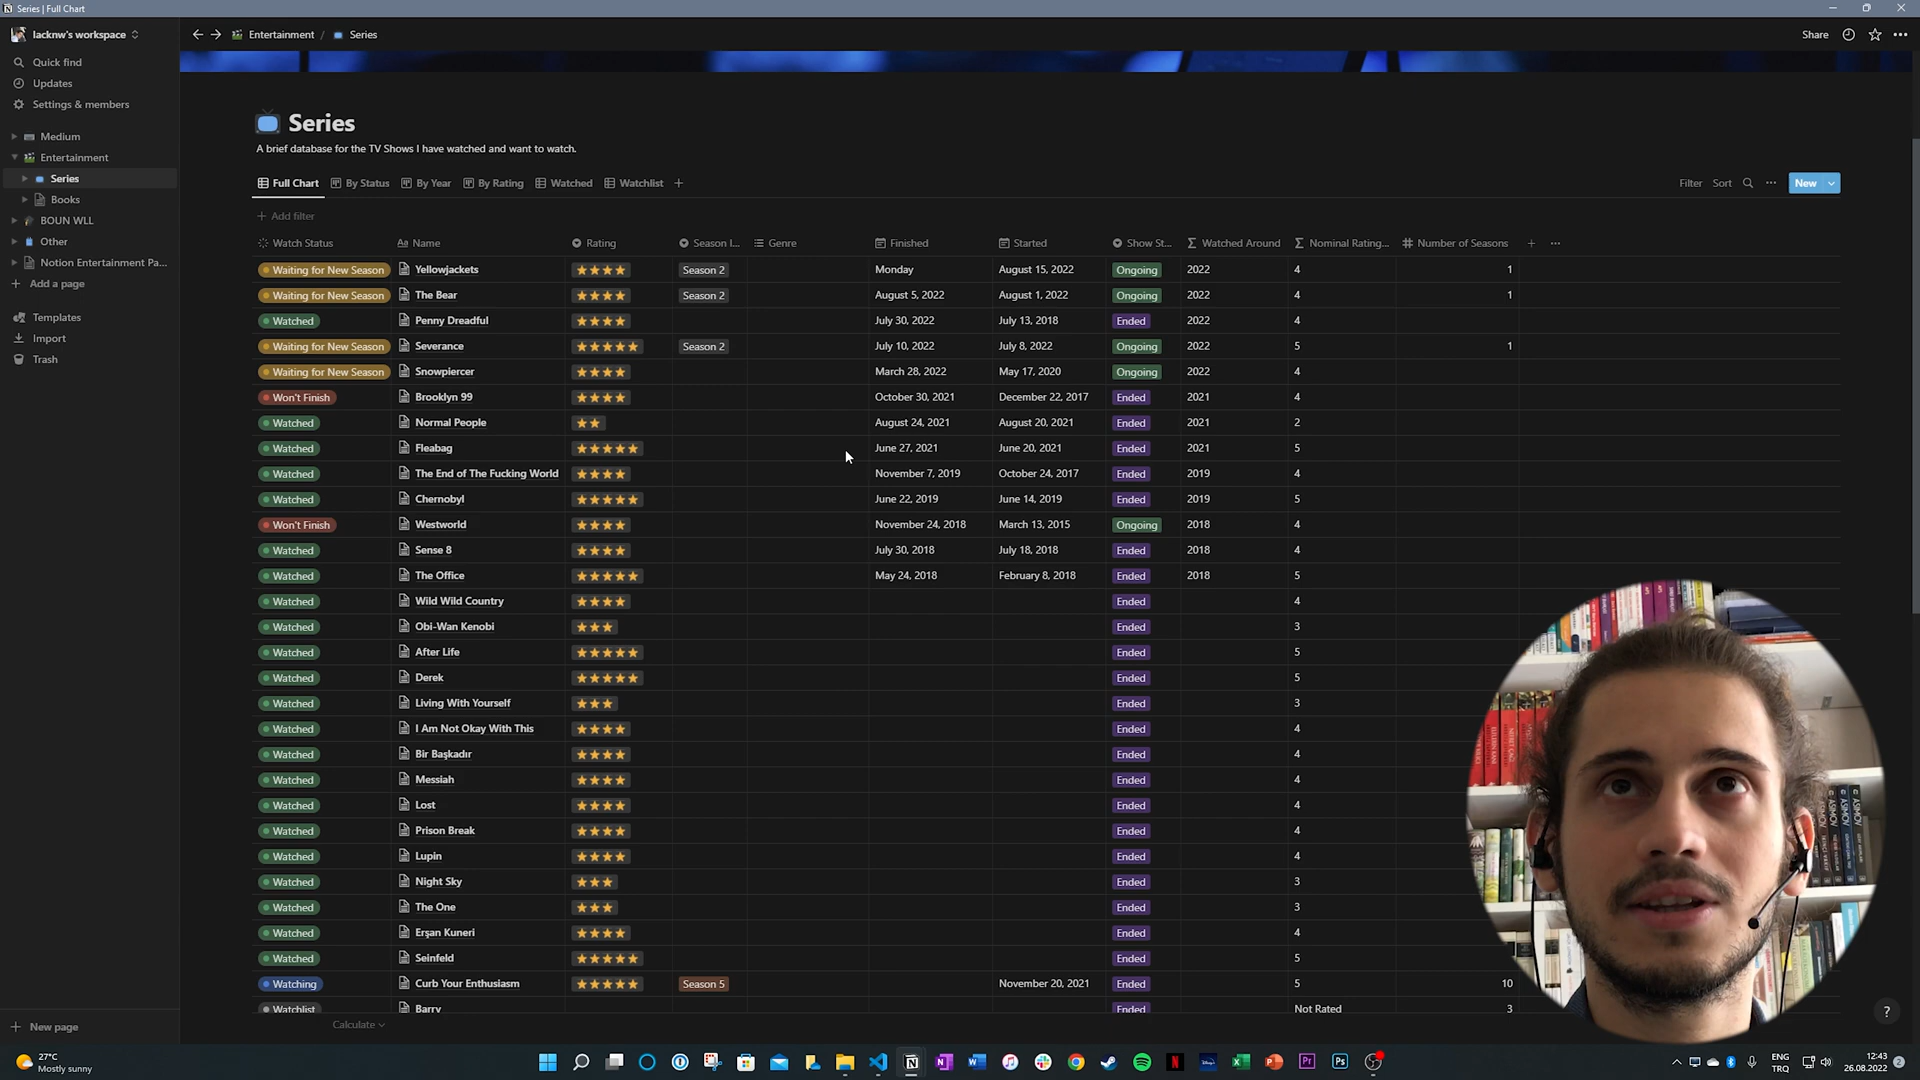 Series | Full Chart
lacknw's workspace
Entertainment / Series
Share
Quick find
Updates
Settings & members
Medium
Entertainment
Series
Books
BOUN WLL
Other
Notion Entertainment Pa...
Add a page
Templates
Import
Trash
New page
Series
A brief database for the TV Shows I have watched and want to watch.
Full Chart By Status By Year By Rating Watched Watchlist +
Filter Sort New
+ Add filter
Watch Status Name Rating Season I... Genre Finished Started Show St... Watched Around Nominal Rating... Number of Seasons
Waiting for New Season Yellowjackets ★★★★ Season 2 Monday August 15, 2022 Ongoing 2022 4 1
Waiting for New Season The Bear ★★★★ Season 2 August 5, 2022 August 1, 2022 Ongoing 2022 4 1
Watched Penny Dreadful ★★★★ July 30, 2022 July 13, 2018 Ended 2022 4
Waiting for New Season Severance ★★★★★ Season 2 July 10, 2022 July 8, 2022 Ongoing 2022 5 1
Waiting for New Season Snowpiercer ★★★★ March 28, 2022 May 17, 2020 Ongoing 2022 4
Won't Finish Brooklyn 99 ★★★★ October 30, 2021 December 22, 2017 Ended 2021 4
Watched Normal People ★★ August 24, 2021 August 20, 2021 Ended 2021 2
Watched Fleabag ★★★★★ June 27, 2021 June 20, 2021 Ended 2021 5
Watched The End of The Fucking World ★★★★ November 7, 2019 October 24, 2017 Ended 2019 4
Watched Chernobyl ★★★★★ June 22, 2019 June 14, 2019 Ended 2019 5
Won't Finish Westworld ★★★★ November 24, 2018 March 13, 2015 Ongoing 2018 4
Watched Sense 8 ★★★★ July 30, 2018 July 18, 2018 Ended 2018 4
Watched The Office ★★★★★ May 24, 2018 February 8, 2018 Ended 2018 5
Watched Wild Wild Country ★★★★ Ended 4
Watched Obi-Wan Kenobi ★★★ Ended 3
Watched After Life ★★★★★ Ended 5
Watched Derek ★★★★★ Ended 5
Watched Living With Yourself ★★★ Ended 3
Watched I Am Not Okay With This ★★★★ Ended 4
Watched Bir Başkadır ★★★★ Ended 4
Watched Messiah ★★★★ Ended 4
Watched Lost ★★★★ Ended 4
Watched Prison Break ★★★★ Ended 4
Watched Lupin ★★★★ Ended 4
Watched Night Sky ★★★ Ended 3
Watched The One ★★★ Ended 3
Watched Erşan Kuneri ★★★★ Ended 4
Watched Seinfeld ★★★★★ Ended 5
Watching Curb Your Enthusiasm ★★★★★ Season 5 November 20, 2021 Ended 5 10
Watchlist Barry Ended Not Rated 3
Calculate
?
ASIMOV ASIMOV
27°C
Mostly sunny
ENG
TRQ
12:43
26.08.2022
2